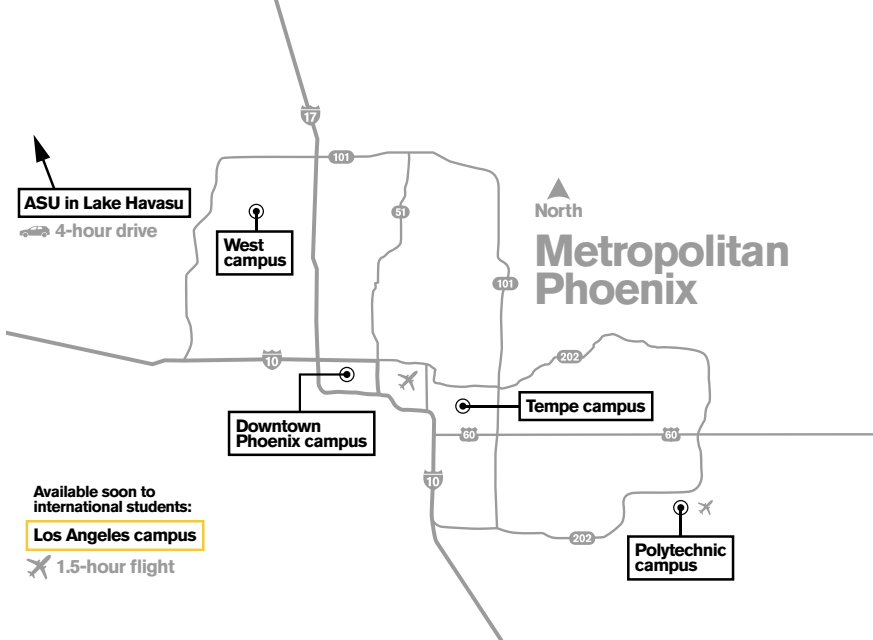 17
101
ASU in Lake Havasu
4-hour drive
51
North
West
campus
Metropolitan
Phoenix
101
10
202
Tempe campus
Downtown
Phoenix campus
60
60
10
Available soon to
international students:
Los Angeles campus
1.5-hour flight
202
Polytechnic
campus